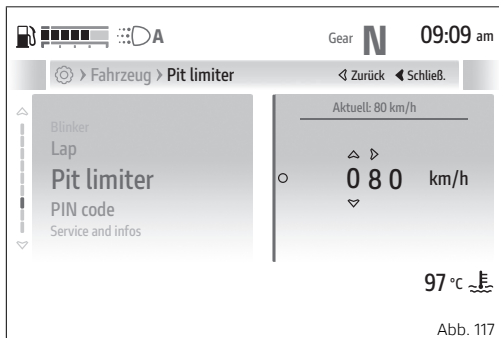 A Gear N 09:09 am
Fahrzeug Pit limiter Zurück Schließ.
Aktuell: 80 km/h
Blinker
Lap
Pit limiter
PIN code
Service and infos
080 km/h
97 °C
Abb. 117